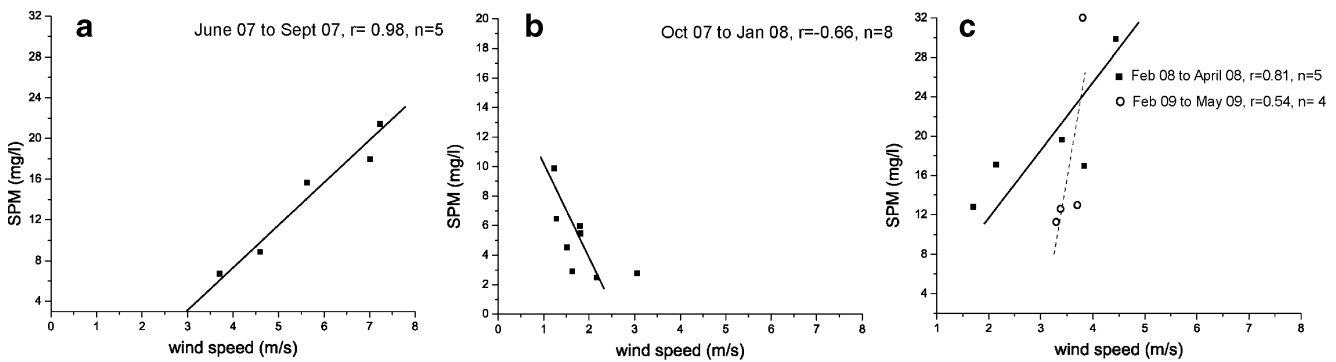 a
June 07 to Sept 07, r= 0.98, n=5
32
28
24
20
16
12
8
4
SPM (mg/l)
0 1 2 3 4 5 6 7 8
wind speed (m/s)
b
Oct 07 to Jan 08, r=-0.66, n=8
20
18
16
14
12
10
8
6
4
2
0
SPM (mg/l)
0 1 2 3 4 5 6 7 8
wind speed (m/s)
c
Feb 08 to April 08, r=0.81, n=5
Feb 09 to May 09, r=0.54, n= 4
32
28
24
20
16
12
8
4
SPM (mg/l)
1 2 3 4 5 6 7 8
wind speed (m/s)